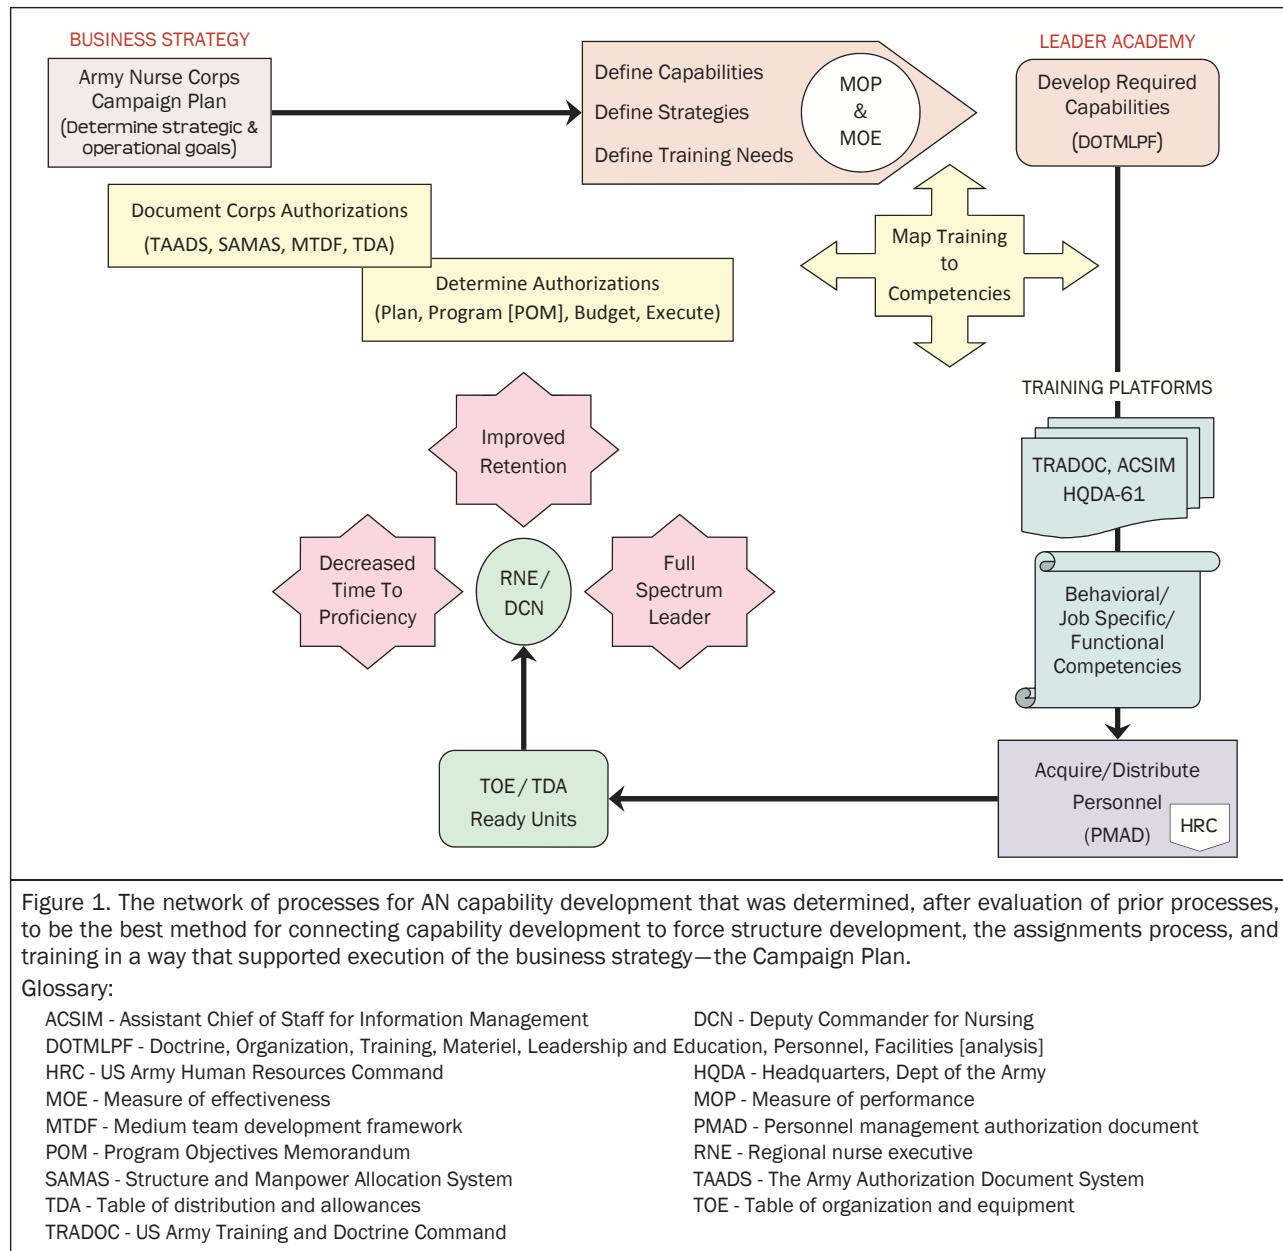 BUSINESS STRATEGY
Army Nurse Corps
Campaign Plan
(Determine strategic &
operational goals)
Define Capabilities
Define Strategies
Define Training Needs
MOP
&
MOE
LEADER ACADEMY
Develop Required
Capabilities
(DOTMLPF)
Document Corps Authorizations
(TAADS, SAMAS, MTDF, TDA)
Determine Authorizations
(Plan, Program [POM], Budget, Execute)
Map Training
to
Competencies
TRAINING PLATFORMS
TRADOC, ACSIM
HQDA-61
Improved
Retention
Decreased
Time To
Proficiency
RNE/
DCN
Full
Spectrum
Leader
Behavioral/
Job Specific/
Functional
Competencies
TOE/TDA
Ready Units
Acquire/Distribute
Personnel
(PMAD)
HRC
Figure 1. The network of processes for AN capability development that was determined, after evaluation of prior processes,
to be the best method for connecting capability development to force structure development, the assignments process, and
training in a way that supported execution of the business strategy—the Campaign Plan.
Glossary:
ACSIM - Assistant Chief of Staff for Information Management
DCN - Deputy Commander for Nursing
DOTMLPF - Doctrine, Organization, Training, Materiel, Leadership and Education, Personnel, Facilities [analysis]
HRC - US Army Human Resources Command
HQDA - Headquarters, Dept of the Army
MOE - Measure of effectiveness
MOP - Measure of performance
MTDF - Medium team development framework
PMAD - Personnel management authorization document
POM - Program Objectives Memorandum
RNE - Regional nurse executive
SAMAS - Structure and Manpower Allocation System
TAADS - The Army Authorization Document System
TDA - Table of distribution and allowances
TOE - Table of organization and equipment
TRADOC - US Army Training and Doctrine Command